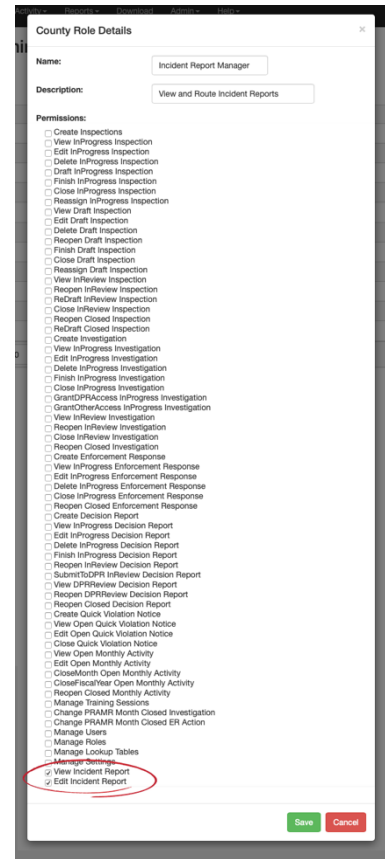 Activity Reports Download Admin Help
County Role Details ×
Name: Incident Report Manager
Description: View and Route Incident Reports
Permissions:
Create Inspections
View InProgress Inspection
Edit InProgress Inspection
Delete InProgress Inspection
Draft InProgress Inspection
Finish InProgress Inspection
Close InProgress Inspection
Reassign InProgress Inspection
View Draft Inspection
Edit Draft Inspection
Delete Draft Inspection
Reopen Draft Inspection
Finish Draft Inspection
Close Draft Inspection
Reassign Draft Inspection
View InReview Inspection
Reopen InReview Inspection
ReDraft InReview Inspection
Close InReview Inspection
Reopen Closed Inspection
ReDraft Closed Inspection
Create Investigation
View InProgress Investigation
Edit InProgress Investigation
Delete InProgress Investigation
Finish InProgress Investigation
Close InProgress Investigation
GrantDPRAccess InProgress Investigation
GrantOtherAccess InProgress Investigation
View InReview Investigation
Reopen InReview Investigation
Close InReview Investigation
Reopen Closed Investigation
Create Enforcement Response
View InProgress Enforcement Response
Edit InProgress Enforcement Response
Delete InProgress Enforcement Response
Close InProgress Enforcement Response
Reopen Closed Enforcement Response
Create Decision Report
View InProgress Decision Report
Edit InProgress Decision Report
Delete InProgress Decision Report
Finish InProgress Decision Report
Reopen InReview Decision Report
SubmitToDPR InReview Decision Report
View DPRReview Decision Report
Reopen DPRReview Decision Report
Reopen Closed Decision Report
Create Quick Violation Notice
View Open Quick Violation Notice
Edit Open Quick Violation Notice
Close Quick Violation Notice
View Open Monthly Activity
Edit Open Monthly Activity
CloseMonth Open Monthly Activity
CloseFiscalYear Open Monthly Activity
Reopen Closed Monthly Activity
Manage Training Sessions
Change PRAMR Month Closed Investigation
Change PRAMR Month Closed ER Action
Manage Users
Manage Roles
Manage Lookup Tables
Manage Settings
View Incident Report
Edit Incident Report
Save Cancel